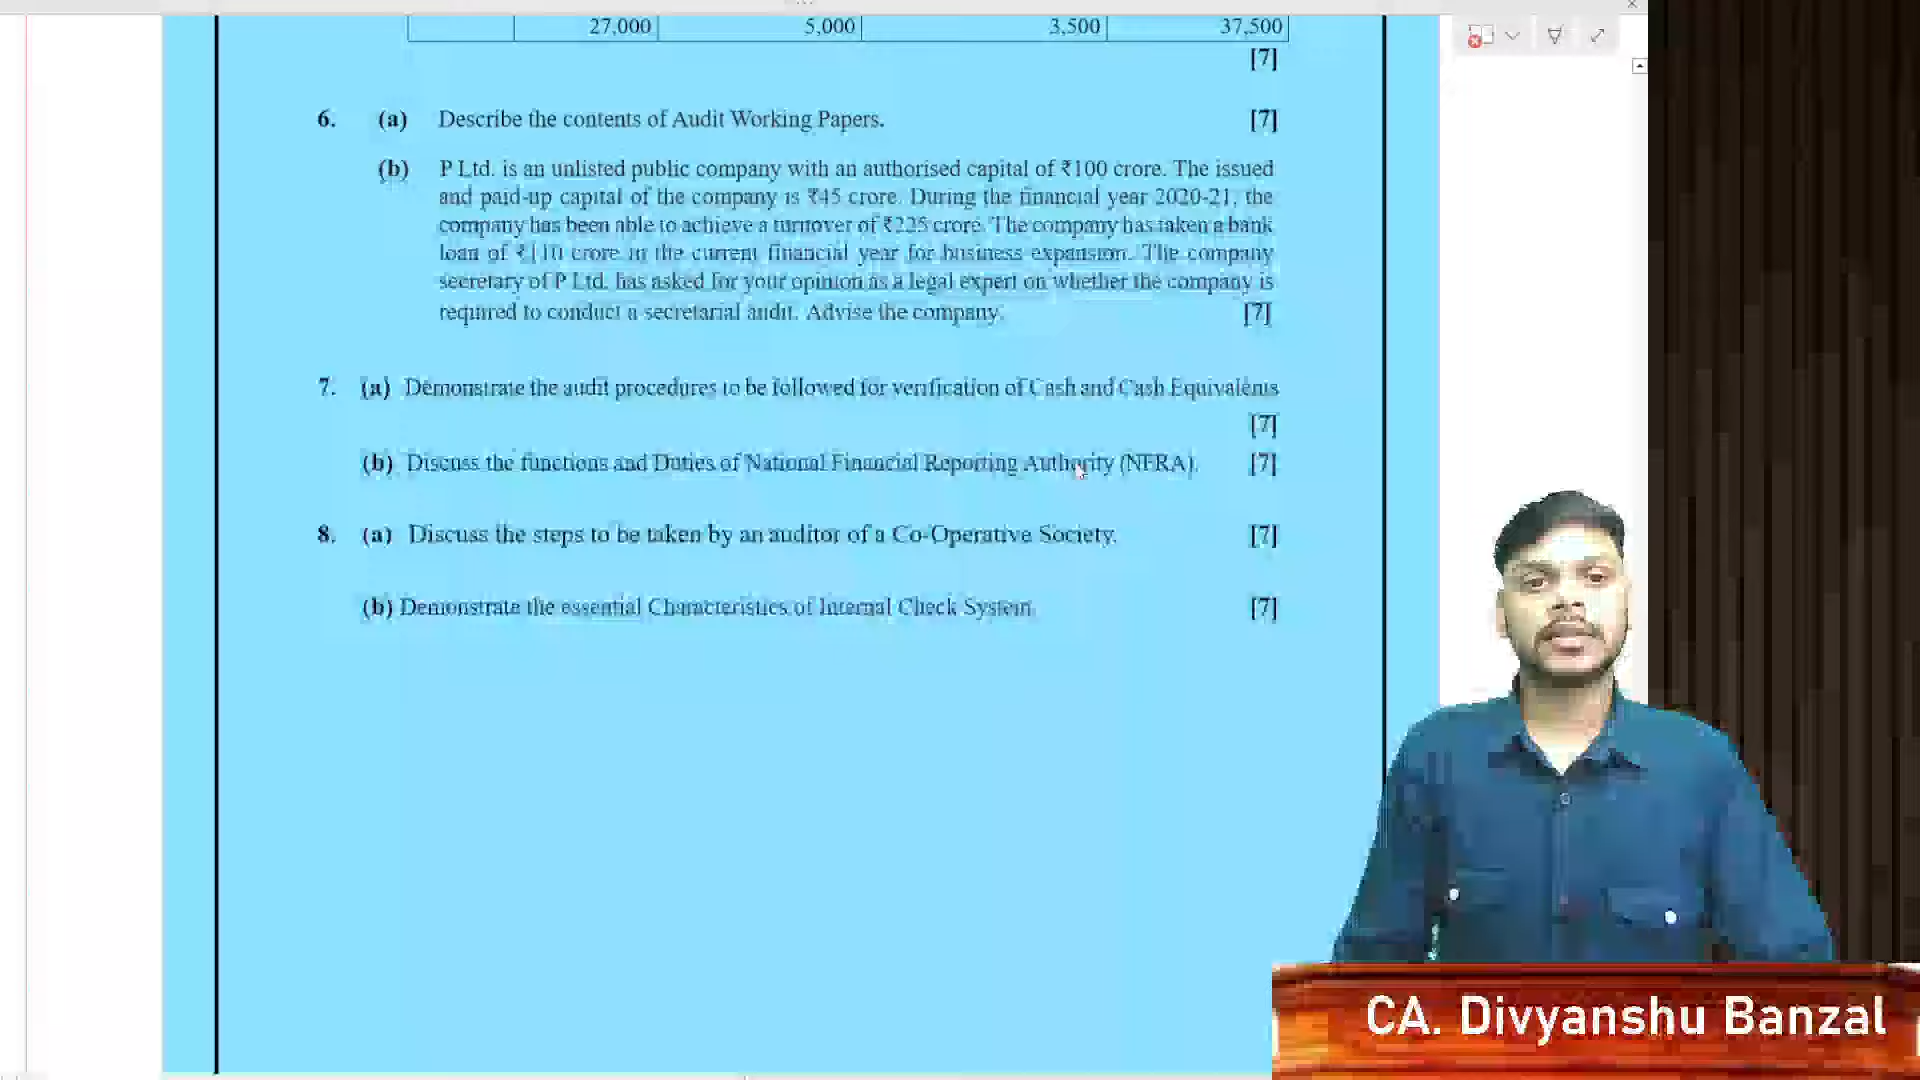 27,000 5,000 3,500 37,500
[7]
6. (a) Describe the contents of Audit Working Papers. [7]
(b) P Ltd. is an unlisted public company with an authorised capital of ₹100 crore. The issued
and paid-up capital of the company is ₹45 crore. During the financial year 2020-21, the
company has been able to achieve a turnover of ₹225 crore. The company has taken a bank
loan of ₹110 crore in the current financial year for business expansion. The company
secretary of P Ltd. has asked for your opinion as a legal expert on whether the company is
required to conduct a secretarial audit. Advise the company. [7]
7. (a) Demonstrate the audit procedures to be followed for verification of Cash and Cash Equivalents
[7]
(b) Discuss the functions and Duties of National Financial Reporting Authority (NFRA). [7]
8. (a) Discuss the steps to be taken by an auditor of a Co-Operative Society. [7]
(b) Demonstrate the essential Characteristics of Internal Check System. [7]
CA. Divyanshu Banzal